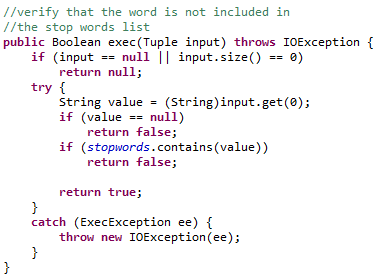 //verify that the word is not included in
//the stop words list
public Boolean exec(Tuple input) throws IOException {
    if (input == null || input.size() == 0)
        return null;
    try {
        String value = (String)input.get(0);
        if (value == null)
            return false;
        if (stopwords.contains(value))
            return false;

        return true;
    }
    catch (ExecException ee) {
        throw new IOException(ee);
    }
}